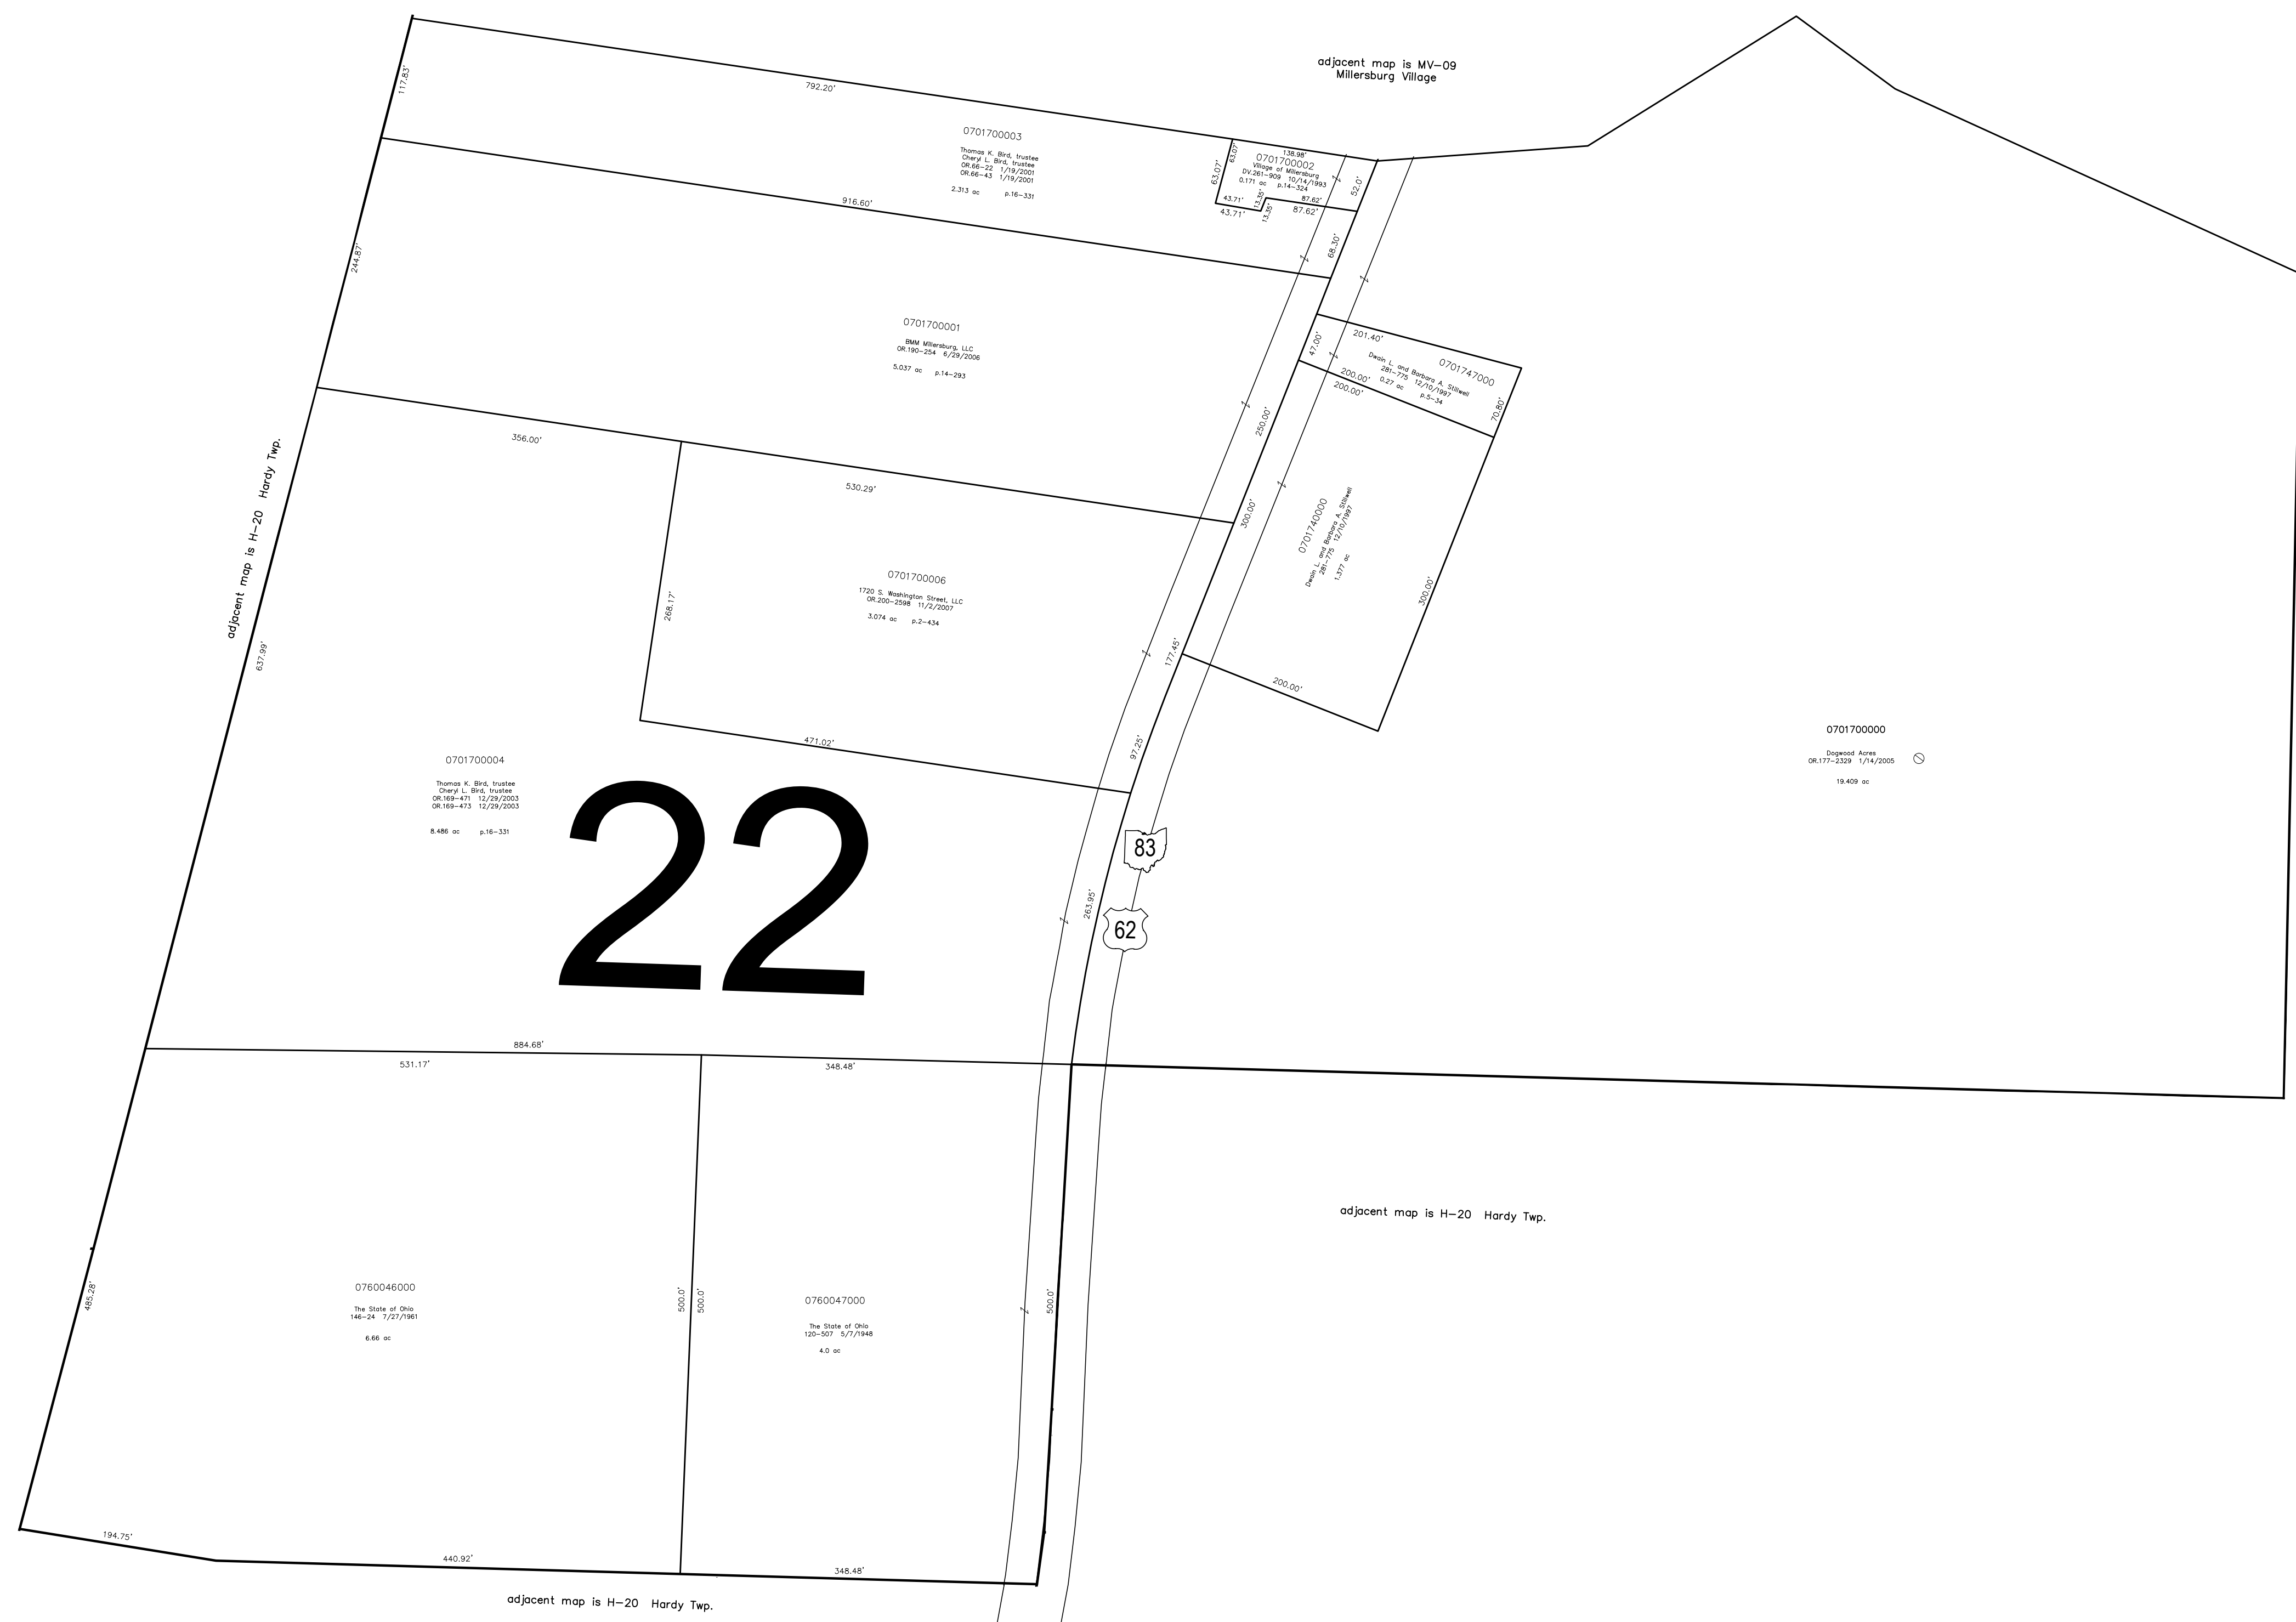 adjacent map is MV-09
Millersburg Village
117.83'
792.20'
0701700003
Thomas K. Bird, trustee
Cheryl L. Bird, trustee
OR.66-22 1/19/2001
OR.66-43 1/19/2001
2.313 ac p.16-331
63.07'
63.07'
138.98'
0701700002
Village of Millersburg
DV.261-909 10/14/1993
0.171 ac p.14-324
52.0'
43.71'
43.71'
13.35'
13.35'
87.62'
87.62'
68.30'
916.60'
244.87'
0701700001
BMM Millersburg, LLC
OR.190-254 6/29/2006
5.037 ac p.14-293
47.00'
201.40'
0701747000
Dwain L. and Barbara A. Stillwell
281-775 12/10/1997
0.27 ac p.5-34
200.00'
200.00'
70.80'
250.00'
300.00'
0701740000
Dwain L. and Barbara A. Stillwell
281-775 12/10/1997
1.377 ac
300.00'
200.00'
adjacent map is H-20 Hardy Twp.
356.00'
530.29'
0701700006
1720 S. Washington Street, LLC
OR.200-2598 11/2/2007
3.074 ac p.2-434
268.17'
637.99'
177.45'
97.25'
471.02'
0701700004
Thomas K. Bird, trustee
Cheryl L. Bird, trustee
OR.169-471 12/29/2003
OR.169-473 12/29/2003
8.486 ac p.16-331
22
0701700000
Dogwood Acres
OR.177-2329 1/14/2005
19.409 ac
83
62
263.95'
884.68'
531.17'
348.48'
adjacent map is H-20 Hardy Twp.
485.28'
0760046000
The State of Ohio
146-24 7/27/1961
6.66 ac
500.0'
500.0'
0760047000
The State of Ohio
120-507 5/7/1948
4.0 ac
500.0'
194.75'
440.92'
348.48'
adjacent map is H-20 Hardy Twp.